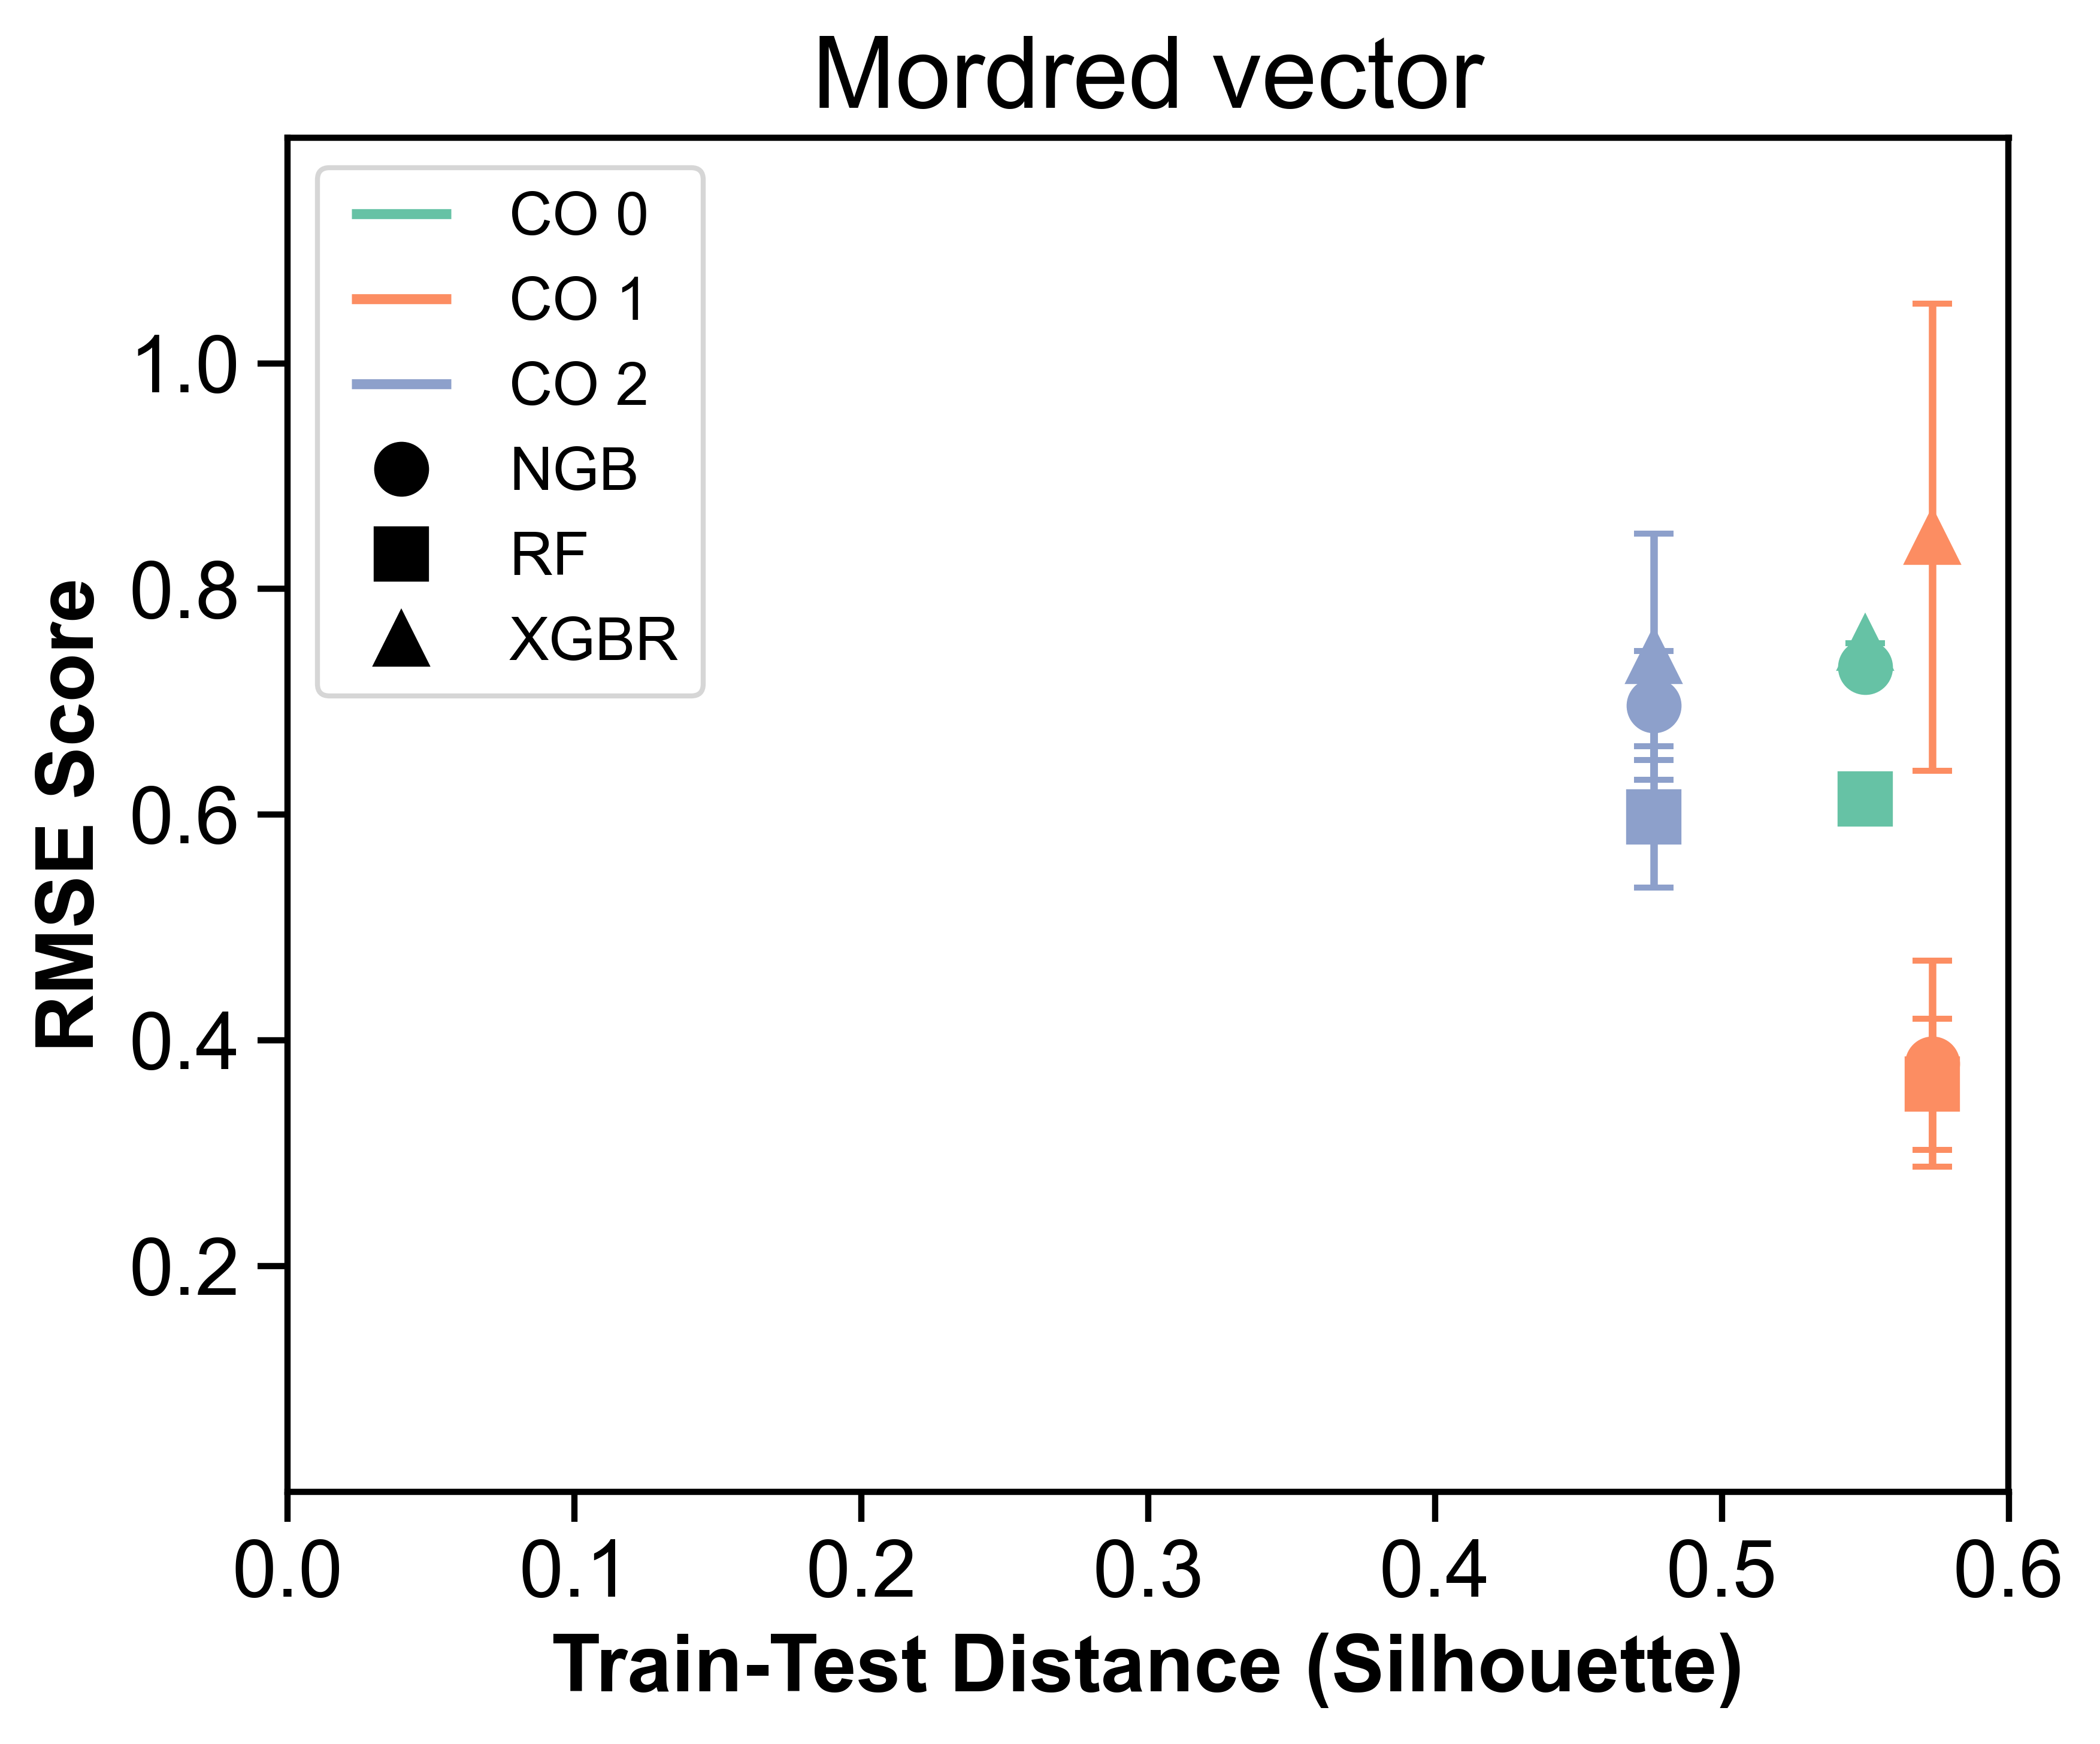 Mordred vector
CO 0
CO 1
CO 2
NGB
RF
XGBR
RMSE Score
1.0
0.8
0.6
0.4
0.2
0.0 0.1 0.2 0.3 0.4 0.5 0.6
Train-Test Distance (Silhouette)